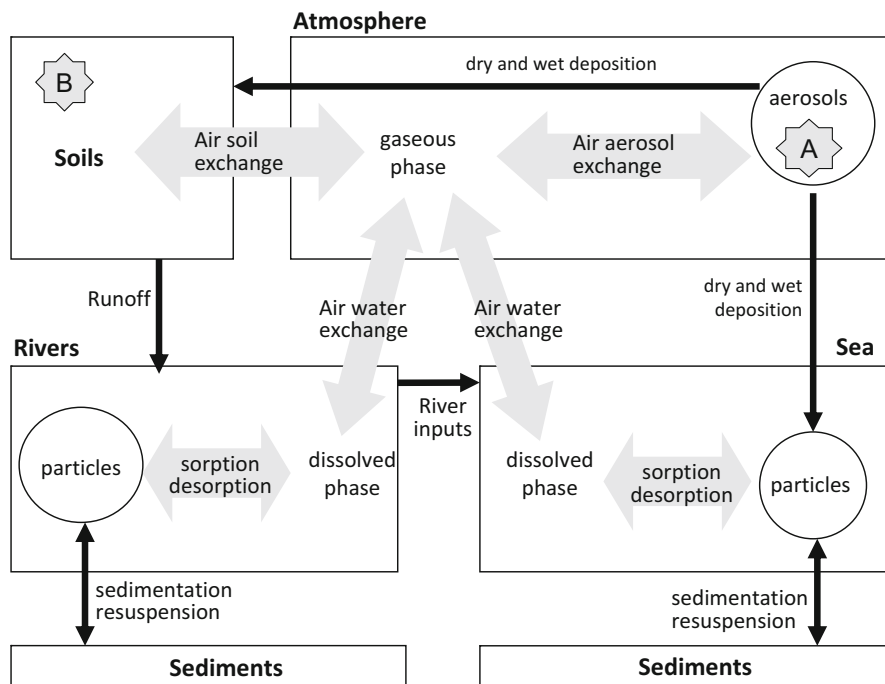 Atmosphere
B
dry and wet deposition
aerosols
A
Soils
Air soil
exchange
gaseous
phase
Air aerosol
exchange
Runoff
Air water
exchange
Air water
exchange
dry and wet
deposition
Rivers
Sea
River
inputs
particles
sorption
desorption
dissolved
phase
dissolved
phase
sorption
desorption
particles
sedimentation
resuspension
sedimentation
resuspension
Sediments
Sediments